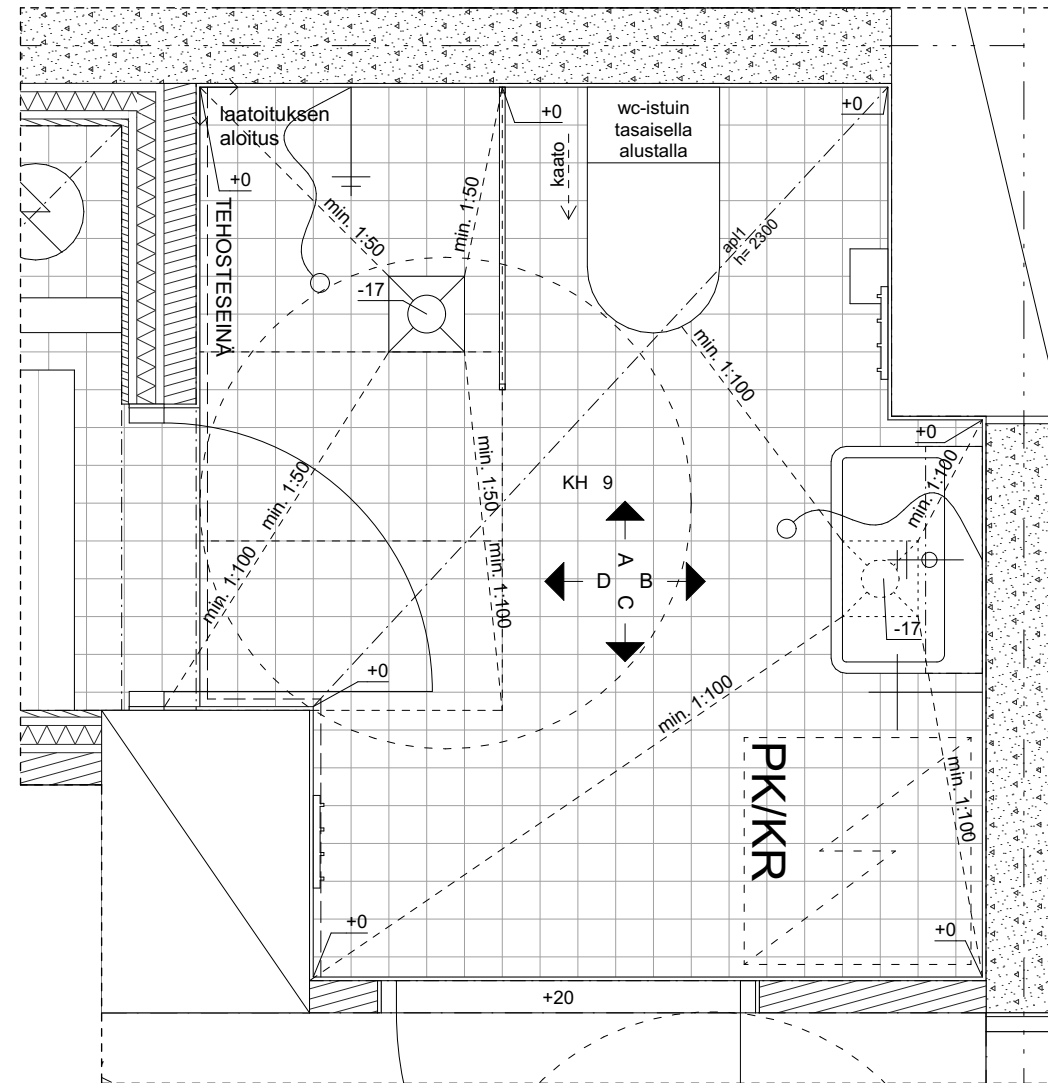 laatoituksen
aloitus
+0
+0
kaato
wc-istuin
tasaisella
alustalla
+0
TEHOSTESEINÄ
min. 1:50
min. 1:50
-17
apl1
h= 2300
min. 1:100
+0
min. 1:100
min. 1:50
min. 1:50
KH 9
min. 1:100
min. 1:100
A
D B
C
-17
+0
min. 1:100
PK/KR
min. 1:100
+0
+0
+20